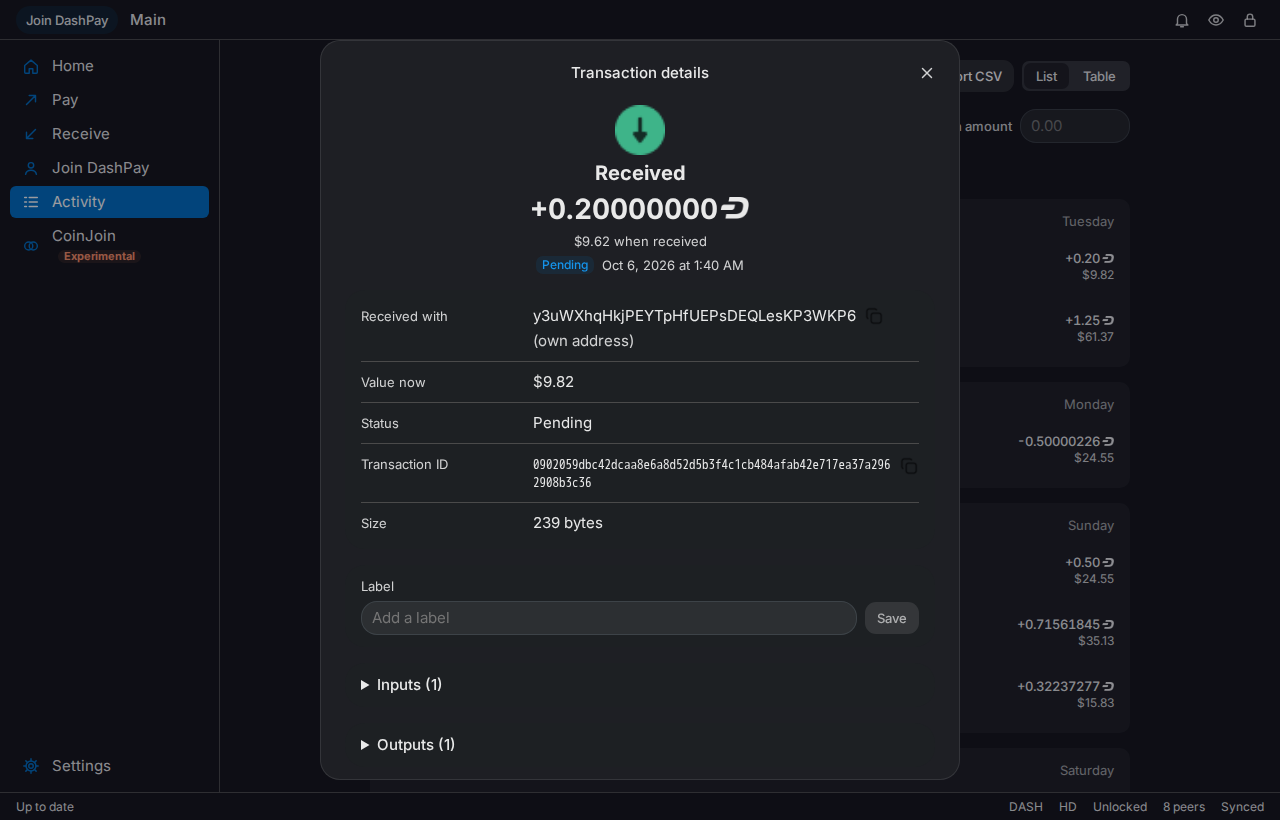 Join DashPay
Main
Home
Pay
Receive
Join DashPay
Activity
CoinJoin
Experimental
Settings
CSV
List
Table
amount
0.00
Transaction details
Received
+0.20000000
$9.62 when received
Pending Oct 6, 2026 at 1:40 AM
Received with
y3uWXhqHkjPEYTpHfUEPsDEQLesKP3WKP6
(own address)
Value now
$9.82
Status
Pending
Transaction ID
0902059dbc42dcaa8e6a8d52d5b3f4c1cb484afab42e717ea37a296
2908b3c36
Size
239 bytes
Label
Add a label
Save
Inputs (1)
Outputs (1)
Tuesday
+0.20
$9.82
+1.25
$61.37
Monday
-0.50000226
$24.55
Sunday
+0.50
$24.55
+0.71561845
$35.13
+0.32237277
$15.83
Saturday
Up to date
DASH
HD
Unlocked
8 peers
Synced